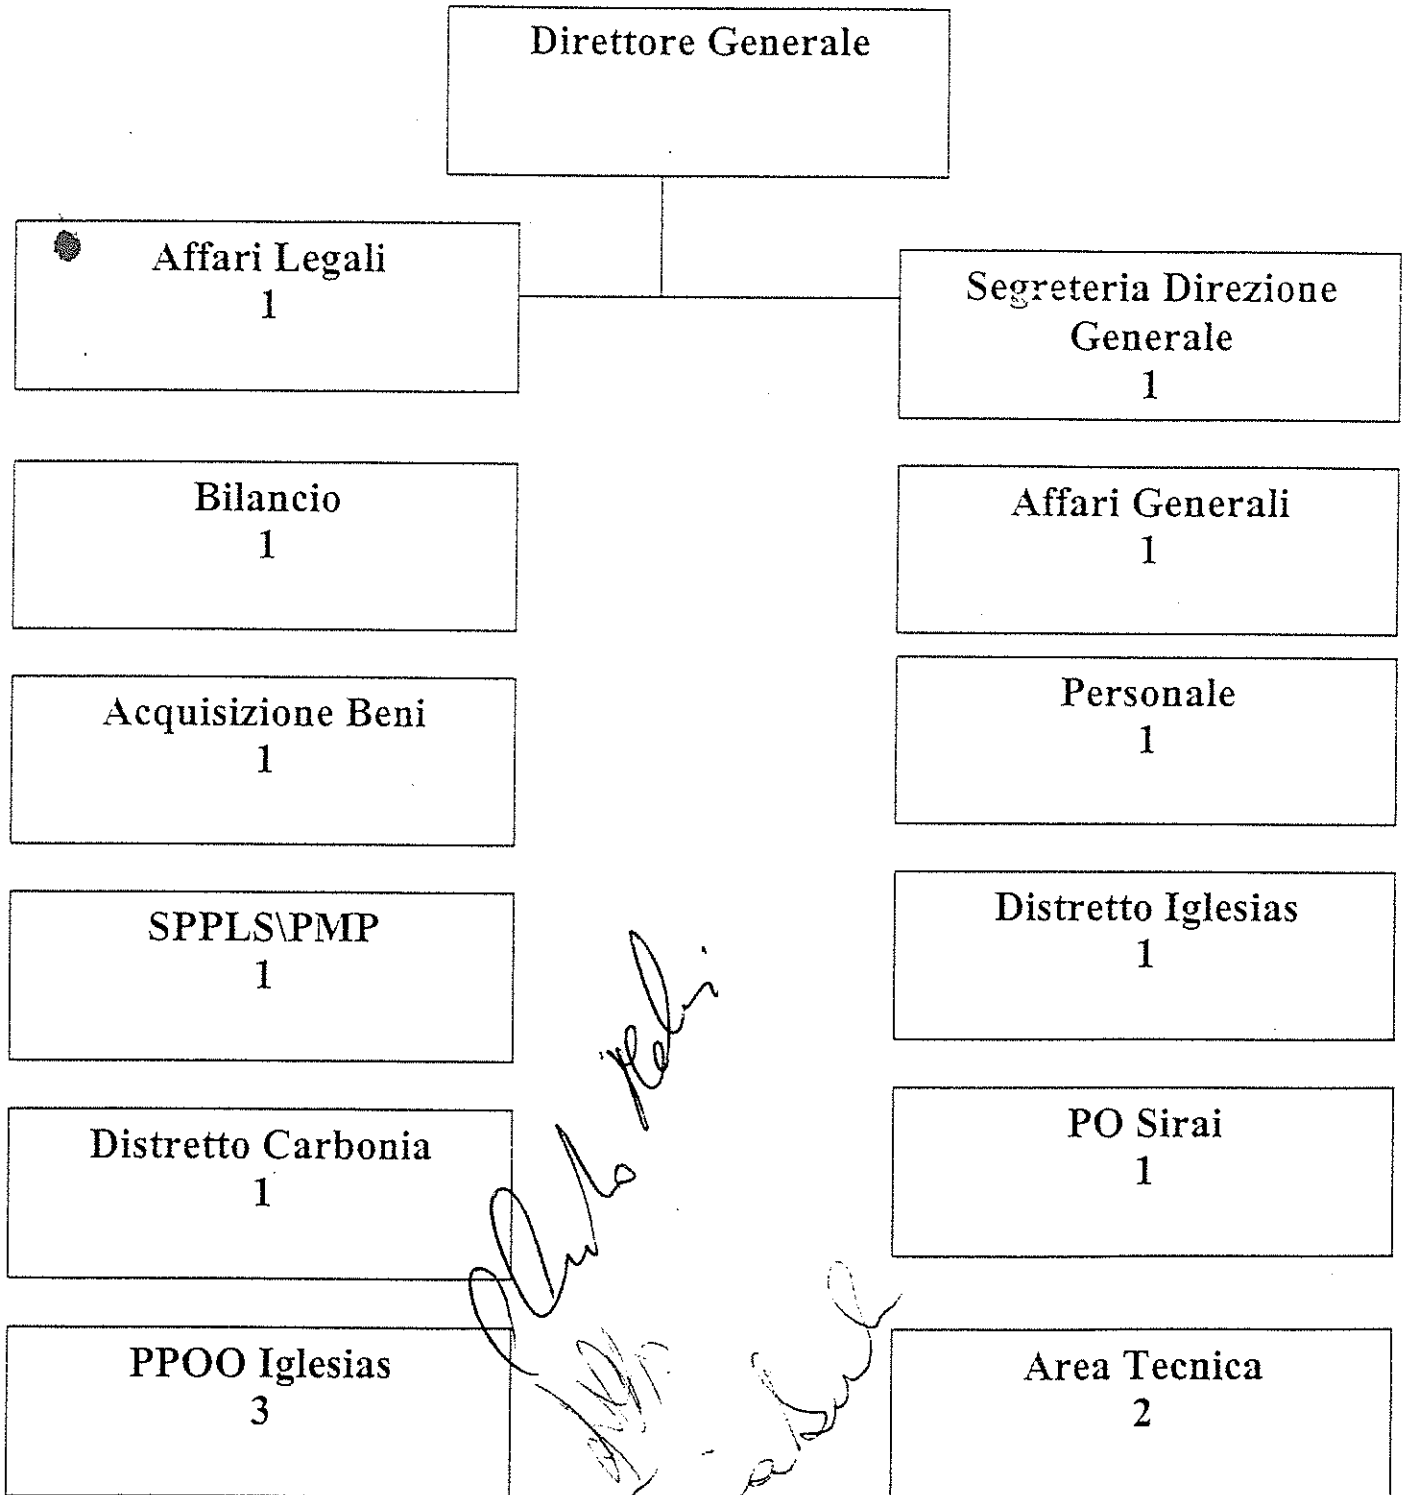 Direttore Generale
Affari Legali
1
Segreteria Direzione
Generale
1
Bilancio
1
Affari Generali
1
Acquisizione Beni
1
Personale
1
SPPLS\PMP
1
Distretto Iglesias
1
Distretto Carbonia
1
PO Sirai
1
PPOO Iglesias
3
Area Tecnica
2